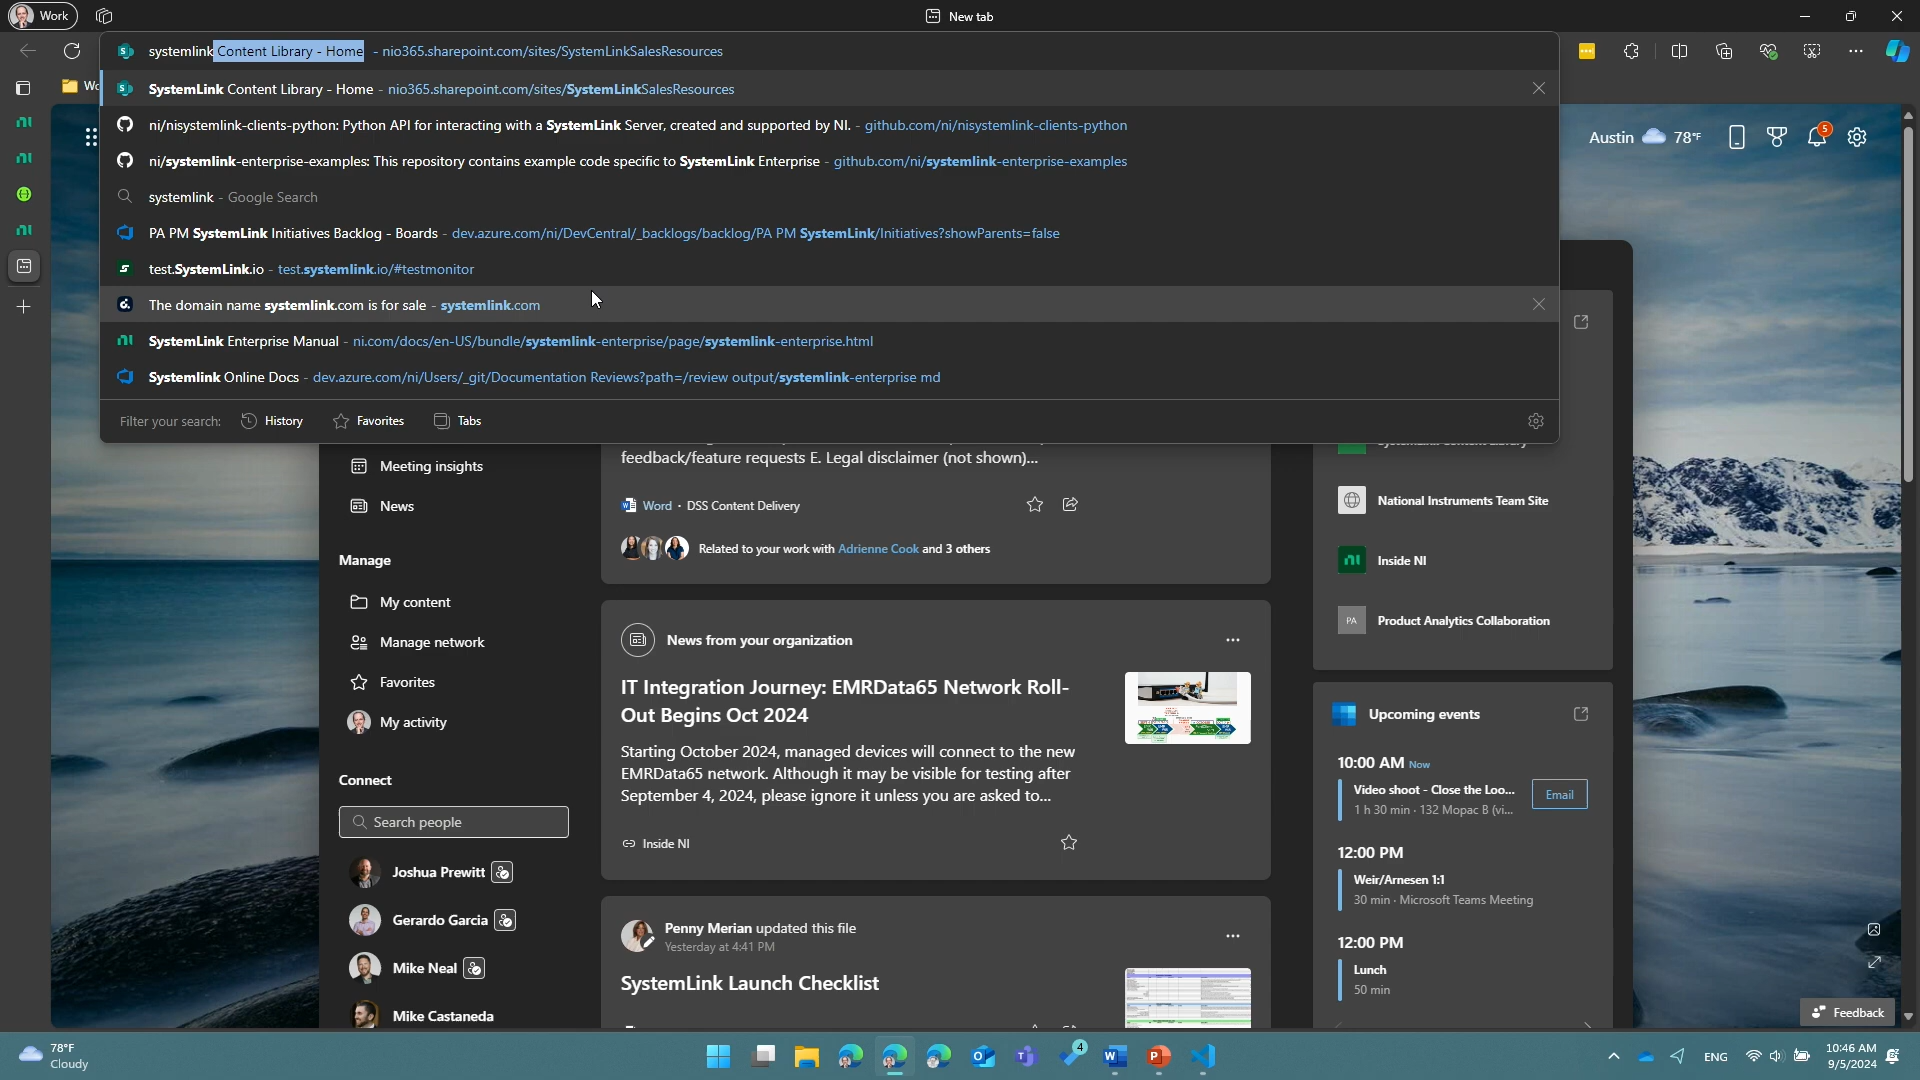 Work
New tab
systemlink Content Library - Home - nio365.sharepoint.com/sites/SystemLinkSalesResources
Wo
SystemLink Content Library - Home - nio365.sharepoint.com/sites/SystemLinkSalesResources
ni/nisystemlink-clients-python: Python API for interacting with a SystemLink Server, created and supported by NI. - github.com/ni/nisystemlink-clients-python
ni/systemlink-enterprise-examples: This repository contains example code specific to SystemLink Enterprise - github.com/ni/systemlink-enterprise-examples
systemlink - Google Search
PA PM SystemLink Initiatives Backlog - Boards - dev.azure.com/ni/DevCentral/_backlogs/backlog/PA PM SystemLink/Initiatives?showParents=false
test.SystemLink.io - test.systemlink.io/#testmonitor
The domain name systemlink.com is for sale - systemlink.com
SystemLink Enterprise Manual - ni.com/docs/en-US/bundle/systemlink-enterprise/page/systemlink-enterprise.html
Systemlink Online Docs - dev.azure.com/ni/Users/_git/Documentation Reviews?path=/review output/systemlink-enterprise md
Filter your search: History Favorites Tabs
Austin 78°F 5
Meeting insights
News
Manage
My content
Manage network
Favorites
My activity
Connect
Search people
Joshua Prewitt
Gerardo Garcia
Mike Neal
Mike Castaneda
feedback/feature requests E. Legal disclaimer (not shown)...
Word · DSS Content Delivery
Related to your work with Adrienne Cook and 3 others
News from your organization
IT Integration Journey: EMRData65 Network Roll-
Out Begins Oct 2024
Starting October 2024, managed devices will connect to the new
EMRData65 network. Although it may be visible for testing after
September 4, 2024, please ignore it unless you are asked to...
Inside NI
Penny Merian updated this file
Yesterday at 4:41 PM
SystemLink Launch Checklist
National Instruments Team Site
Inside NI
PA Product Analytics Collaboration
Upcoming events
10:00 AM Now
Video shoot - Close the Loo...
1 h 30 min · 132 Mopac B (vi...
Email
12:00 PM
Weir/Arnesen 1:1
30 min · Microsoft Teams Meeting
12:00 PM
Lunch
50 min
Feedback
78°F
Cloudy
4
ENG
10:46 AM
9/5/2024